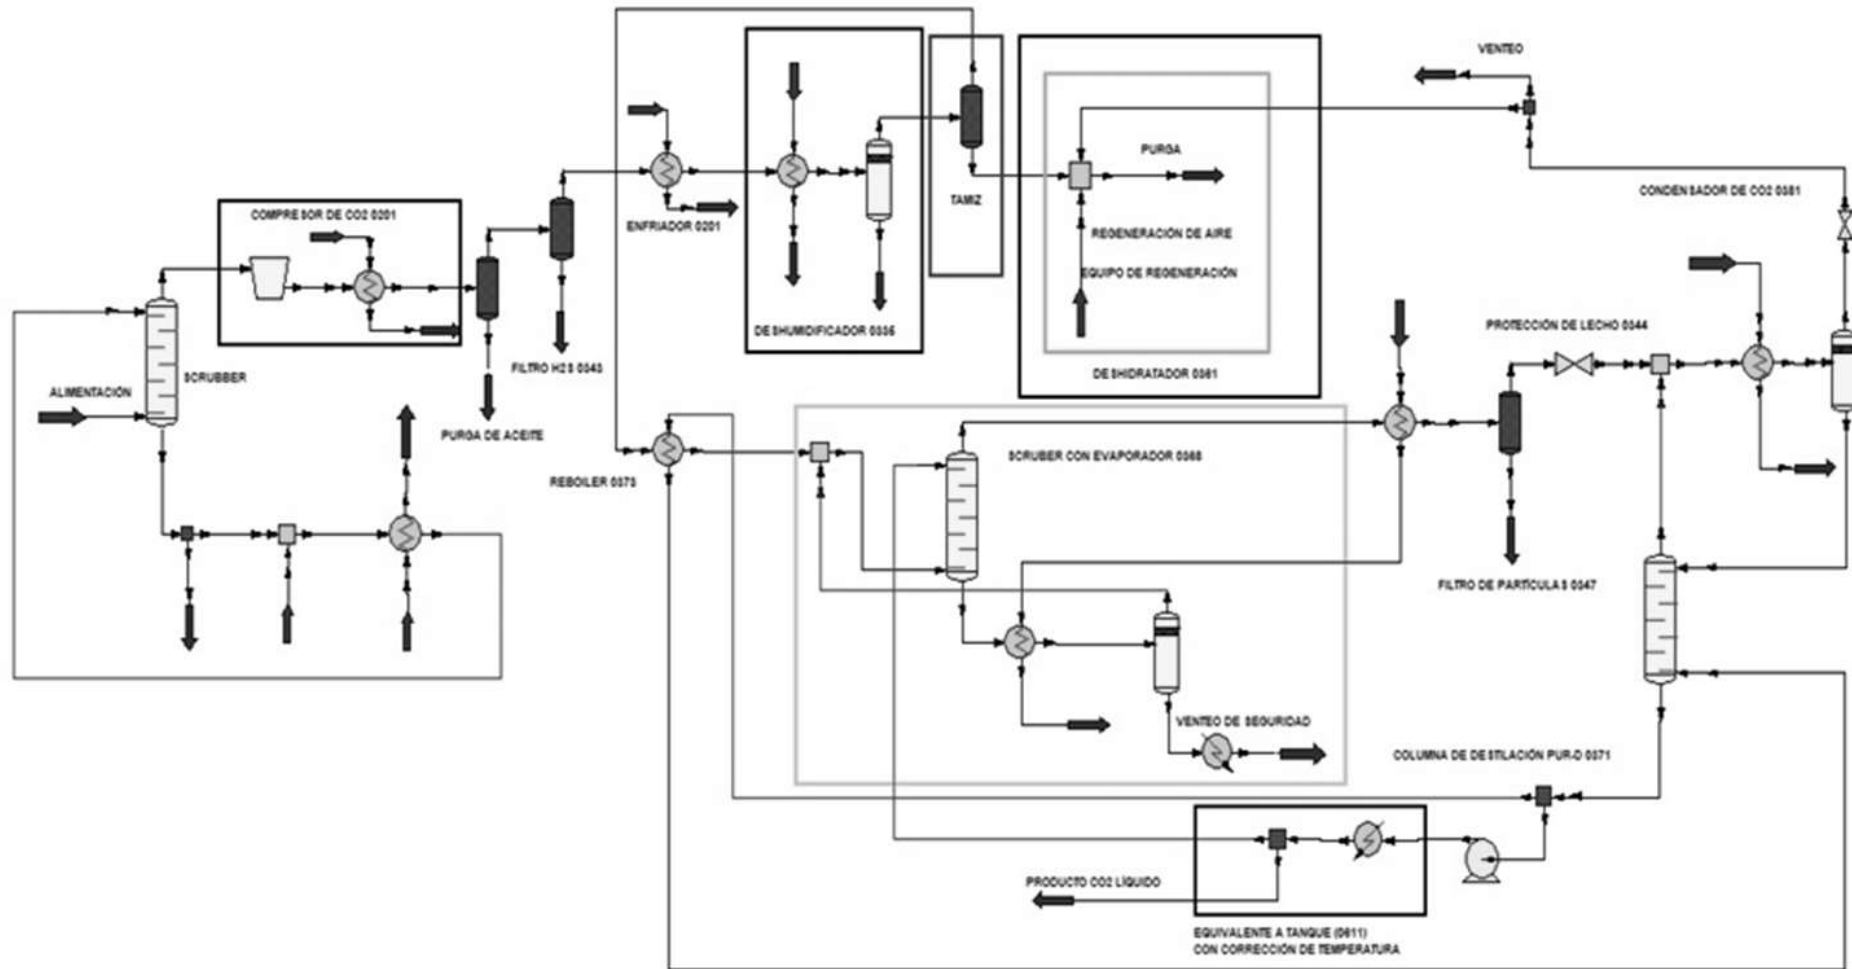 VENTEO
PURGA
CONDENSADOR DE CO2 0381
TAMIZ
COMPRESOR DE CO2 0201
ENFRIADOR 0201
REGENERACIÓN DE AIRE
EQUIPO DE REGENERACIÓN
DESHUMIDIFICADOR 0335
PROTECCIÓN DE LECHO 0344
FILTRO H2S 0343
DESHIDRATADOR 0361
SCRUBBER
ALIMENTACIÓN
PURGA DE ACEITE
SCRUBER CON EVAPORADOR 0368
REBOILER 0373
FILTRO DE PARTÍCULAS 0347
VENTEO DE SEGURIDAD
COLUMNA DE DESTILACIÓN PUR-D 0371
PRODUCTO CO2 LÍQUIDO
EQUIVALENTE A TANQUE (0611)
CON CORRECCIÓN DE TEMPERATURA